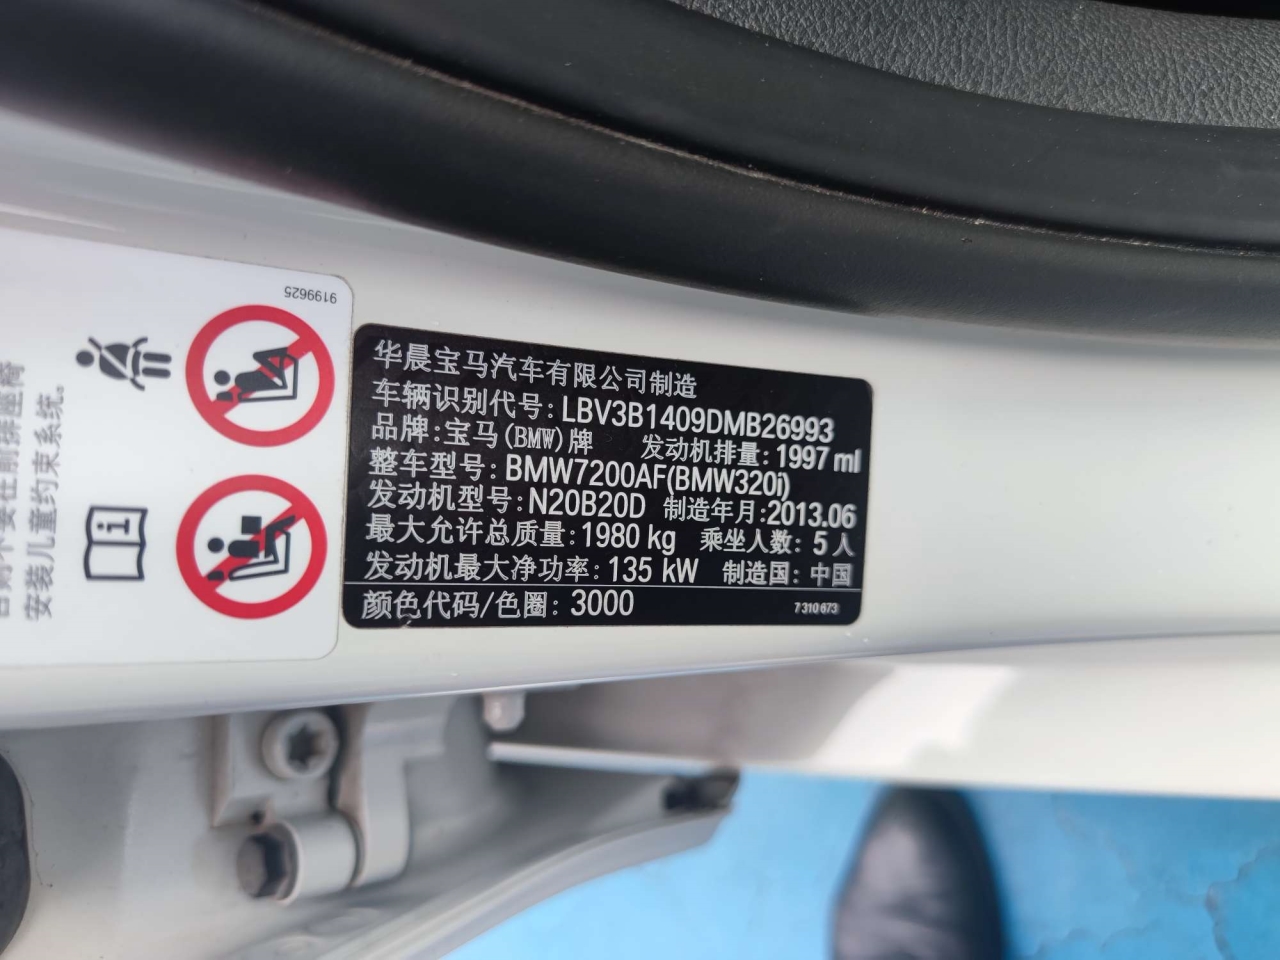 9199625
华晨宝马汽车有限公司制造
车辆识别代号: LBV3B1409DMB26993
品牌: 宝马(BMW)牌 发动机排量: 1997 ml
整车型号: BMW7200AF(BMW320i)
发动机型号: N20B20D 制造年月: 2013.06
最大允许总质量: 1980 kg 乘坐人数: 5人
发动机最大净功率: 135 kW 制造国: 中国
颜色代码/色圈: 3000 7 310 673
安装儿童约束系统。